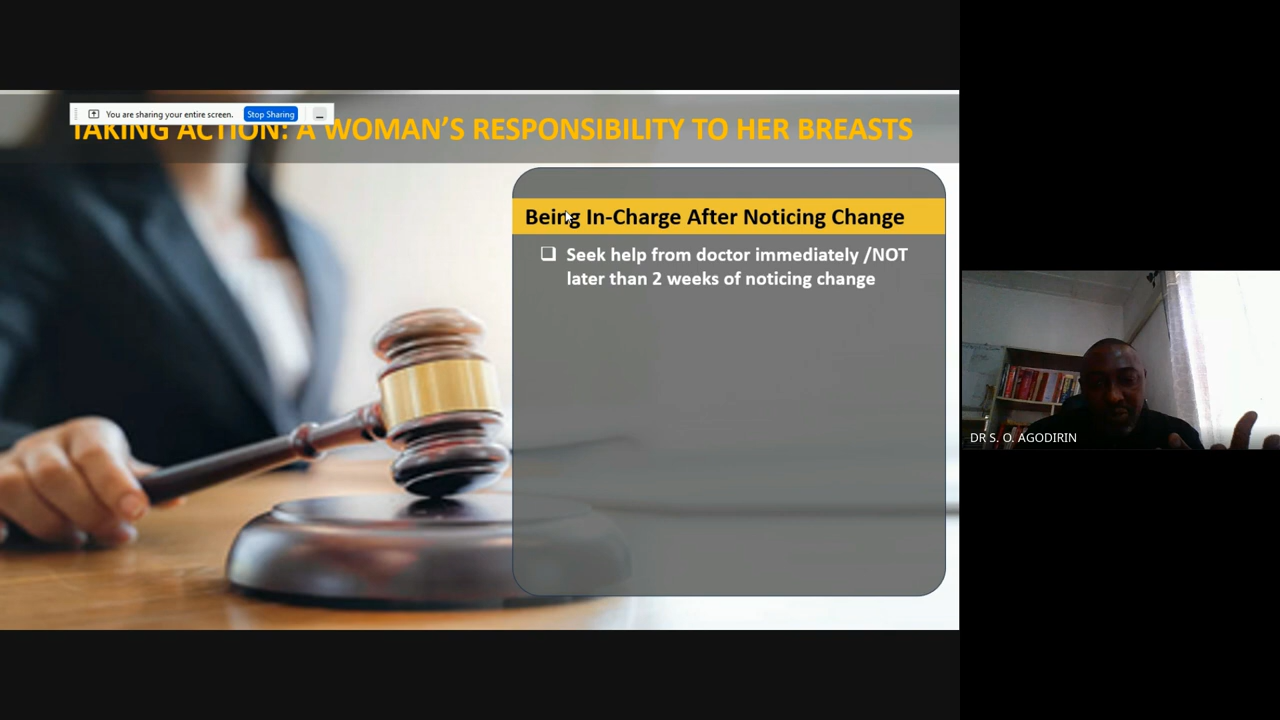 You are sharing your entire screen. Stop Sharing
TAKING ACTION: A WOMAN'S RESPONSIBILITY TO HER BREASTS
Being In-Charge After Noticing Change
❑ Seek help from doctor immediately /NOT
later than 2 weeks of noticing change
DR S. O. AGODIRIN